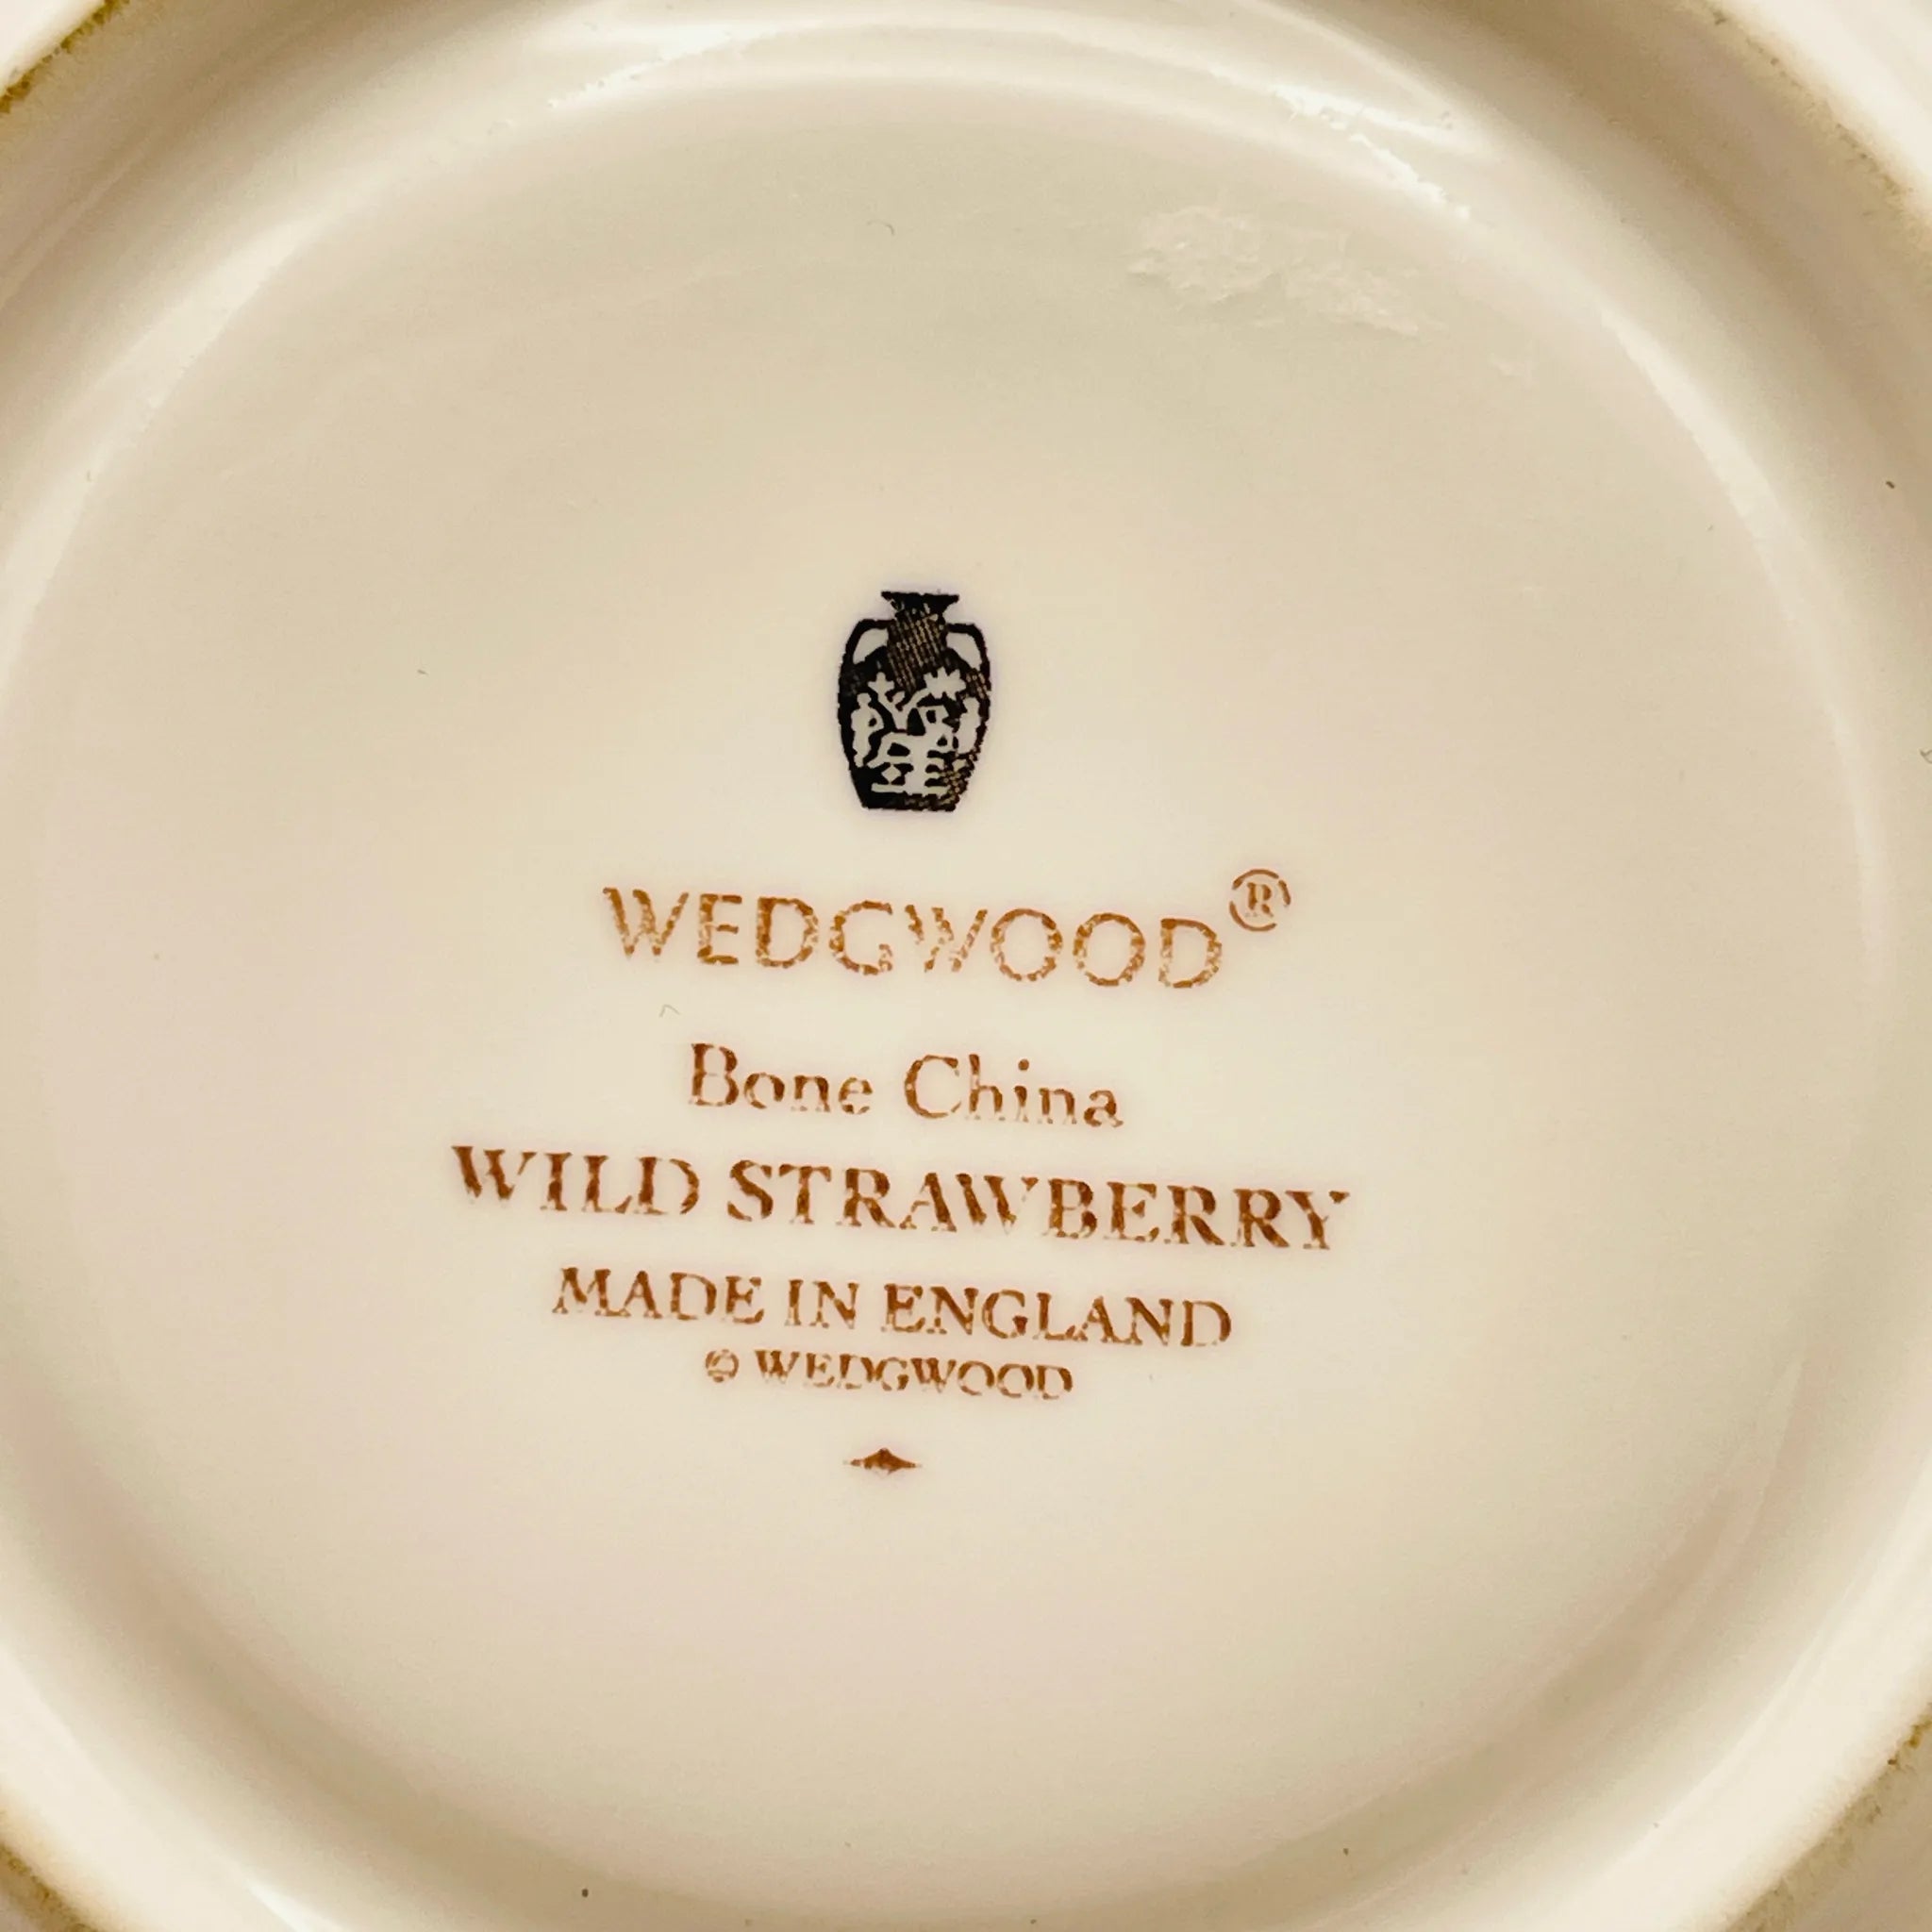 WEDGWOOD®
Bone China
WILD STRAWBERRY
MADE IN ENGLAND
© WEDGWOOD